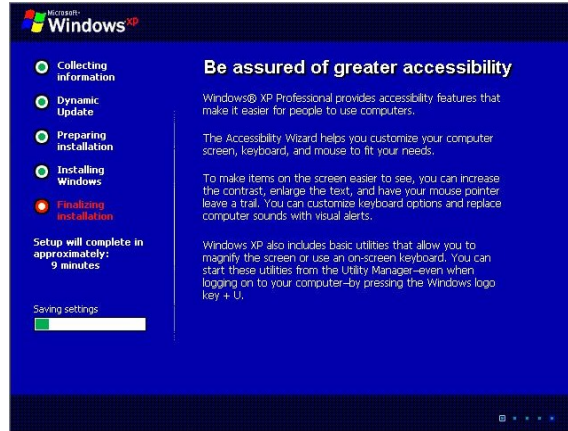 Microsoft®
Windows xp
Collecting
information
Dynamic
Update
Preparing
installation
Installing
Windows
Finalizing
installation
Setup will complete in
approximately:
9 minutes
Saving settings
Be assured of greater accessibility
Windows® XP Professional provides accessibility features that
make it easier for people to use computers.
The Accessibility Wizard helps you customize your computer
screen, keyboard, and mouse to fit your needs.
To make items on the screen easier to see, you can increase
the contrast, enlarge the text, and have your mouse pointer
leave a trail. You can customize keyboard options and replace
computer sounds with visual alerts.
Windows XP also includes basic utilities that allow you to
magnify the screen or use an on-screen keyboard. You can
start these utilities from the Utility Manager—even when
logging on to your computer—by pressing the Windows logo
key + U.